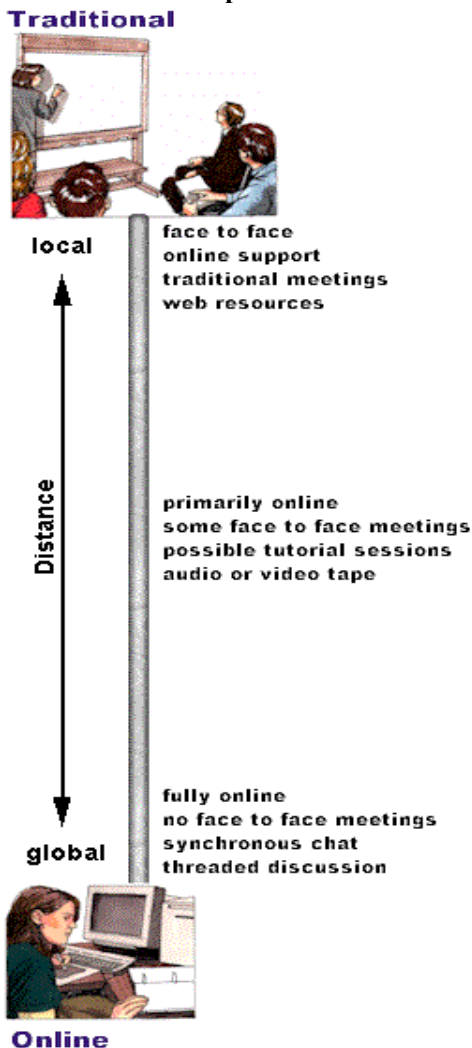 Traditional
local
face to face
online support
traditional meetings
web resources
Distance
primarily online
some face to face meetings
possible tutorial sessions
audio or video tape
fully online
no face to face meetings
synchronous chat
threaded discussion
global
Online